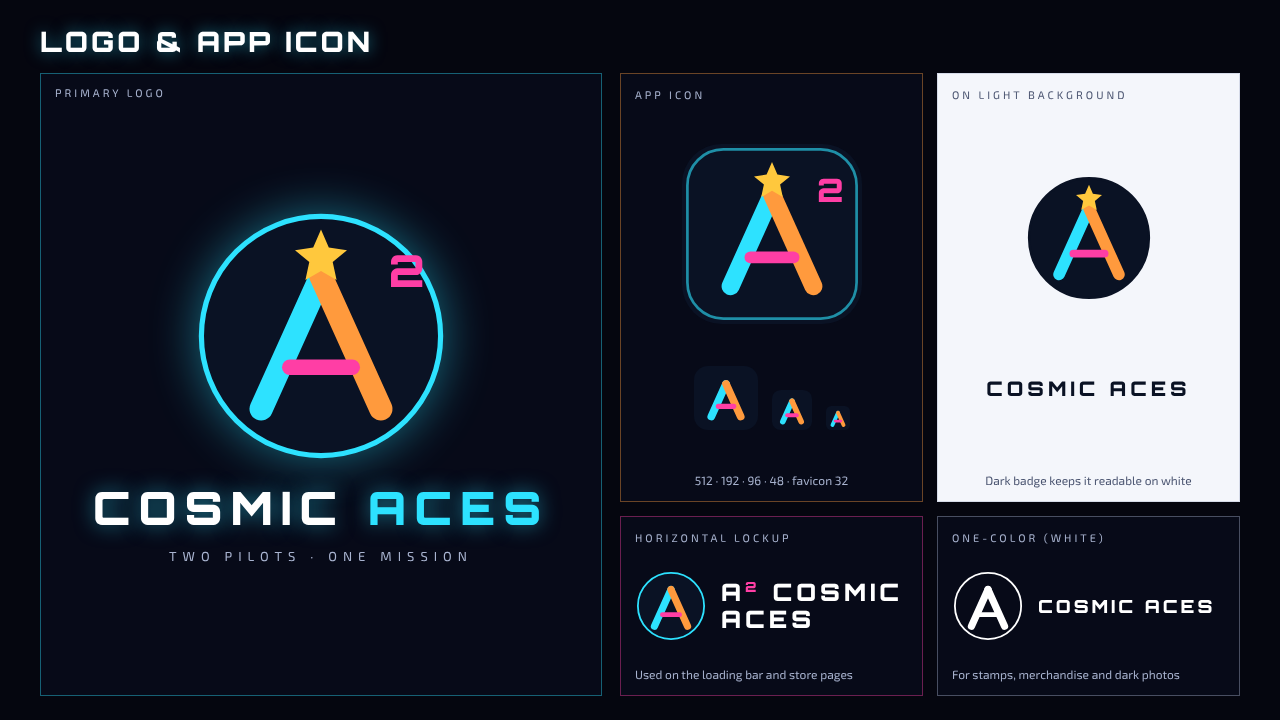 LOGO & APP ICON
PRIMARY LOGO
A²
COSMIC ACES
TWO PILOTS · ONE MISSION
APP ICON
A²
A
A
A
512 · 192 · 96 · 48 · favicon 32
ON LIGHT BACKGROUND
A
COSMIC ACES
Dark badge keeps it readable on white
HORIZONTAL LOCKUP
A
A² COSMIC
ACES
Used on the loading bar and store pages
ONE-COLOR (WHITE)
A
COSMIC ACES
For stamps, merchandise and dark photos